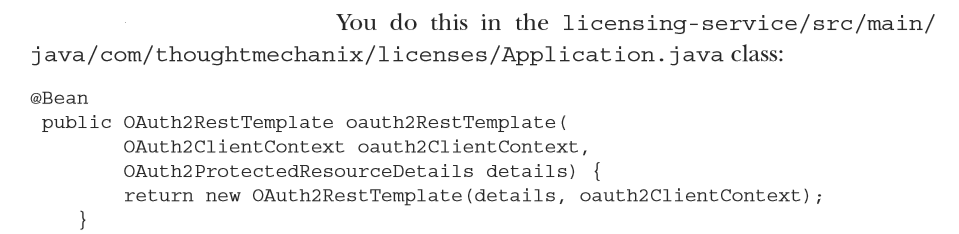 You do this in the licensing-service/src/main/
java/com/thoughtmechanix/licenses/Application.java class:
@Bean
public OAuth2RestTemplate oauth2RestTemplate(
OAuth2ClientContext oauth2ClientContext,
OAuth2ProtectedResourceDetails details) {
return new OAuth2RestTemplate(details, oauth2ClientContext);
}